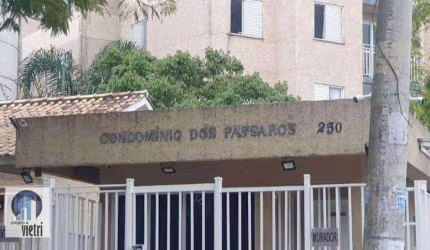 CONDOMÍNIO DOS PÁSSAROS 250
MORADOR
vietri